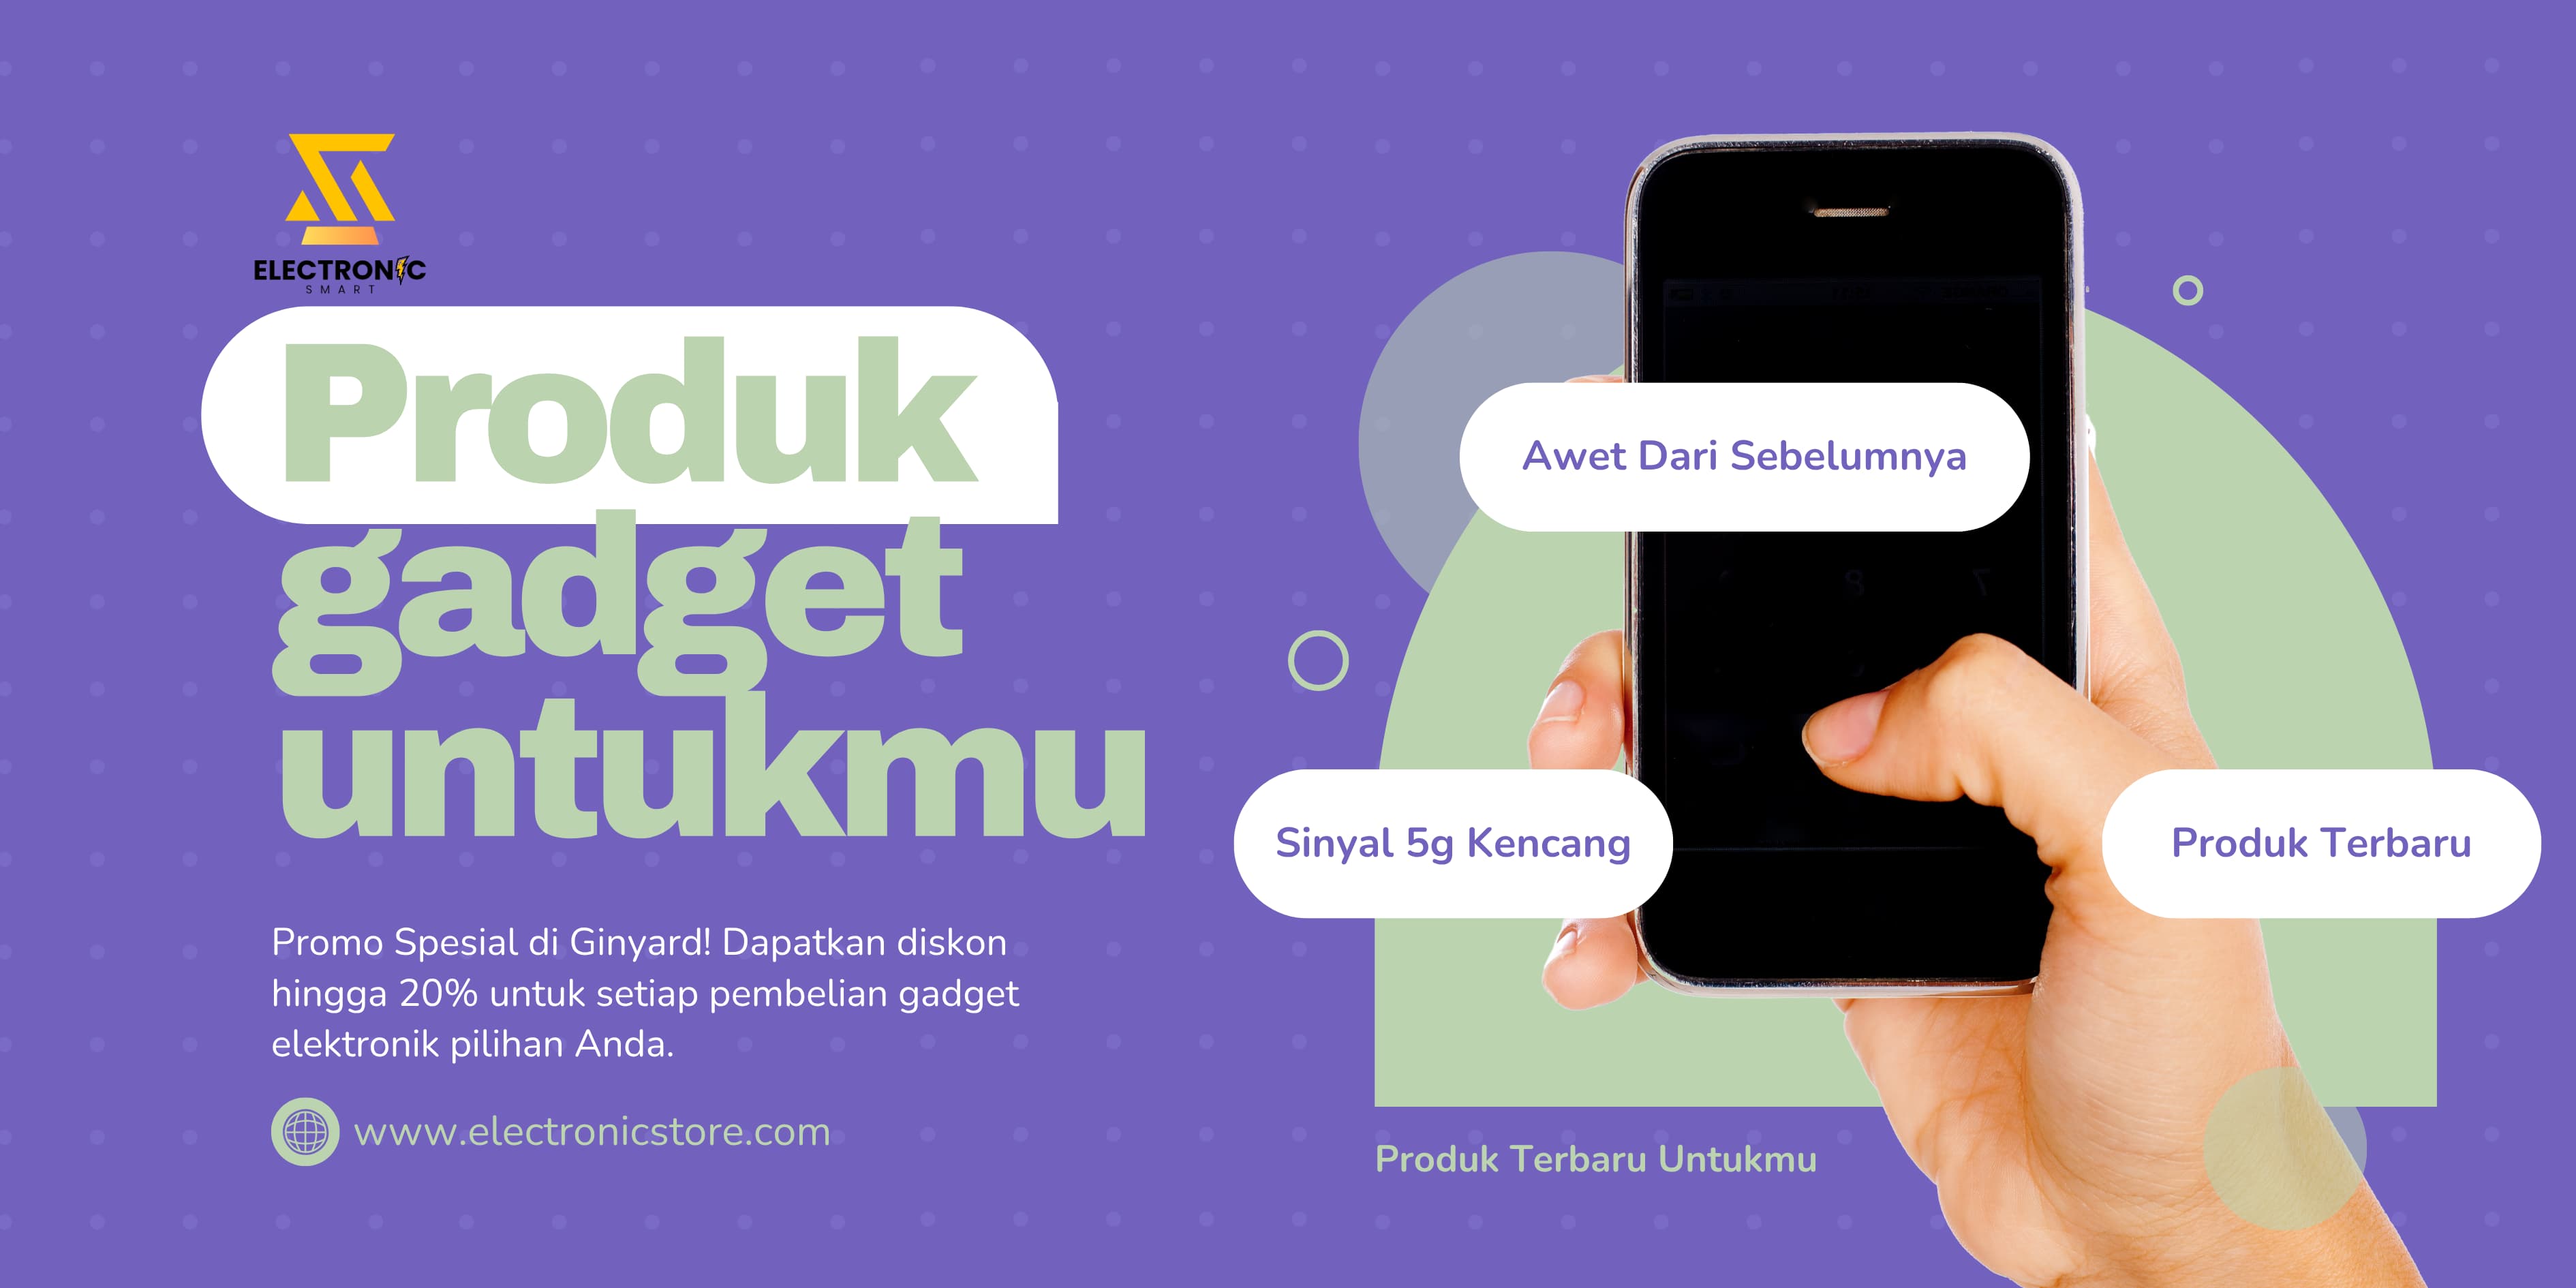 ELECTRONIC
SMART
Produk
gadget
untukmu
Promo Spesial di Ginyard! Dapatkan diskon
hingga 20% untuk setiap pembelian gadget
elektronik pilihan Anda.
www.electronicstore.com
Awet Dari Sebelumnya
Sinyal 5g Kencang
Produk Terbaru
Produk Terbaru Untukmu